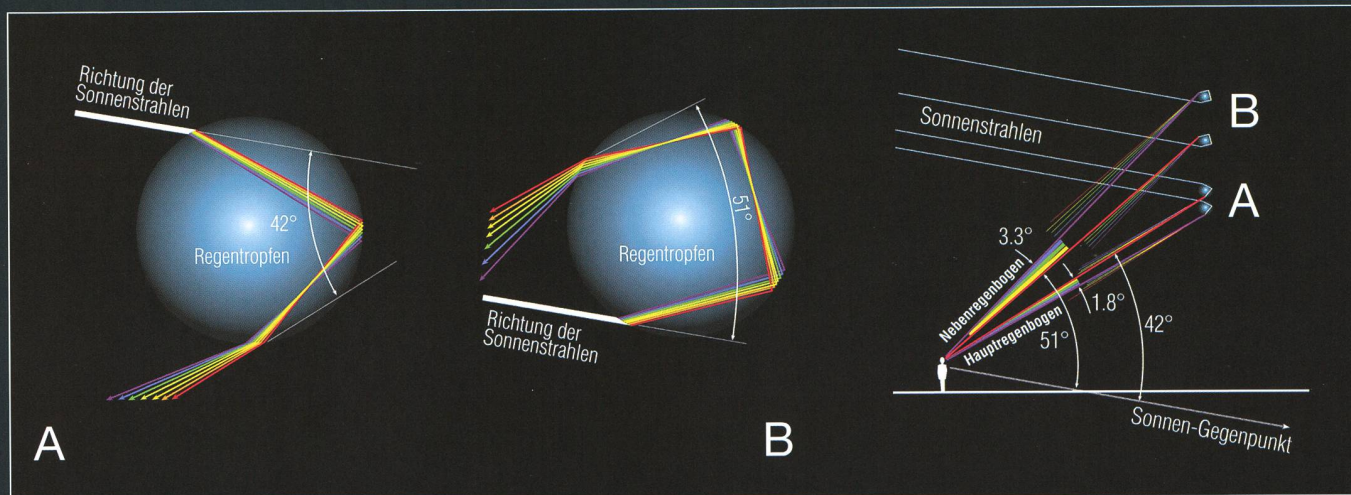 Richtung der
Sonnenstrahlen
42°
Regentropfen
A
51°
Regentropfen
Richtung der
Sonnenstrahlen
B
Sonnenstrahlen
B
A
3.3°
Nebenregenbogen
1.8°
Hauptregenbogen
51°
42°
Sonnen-Gegenpunkt